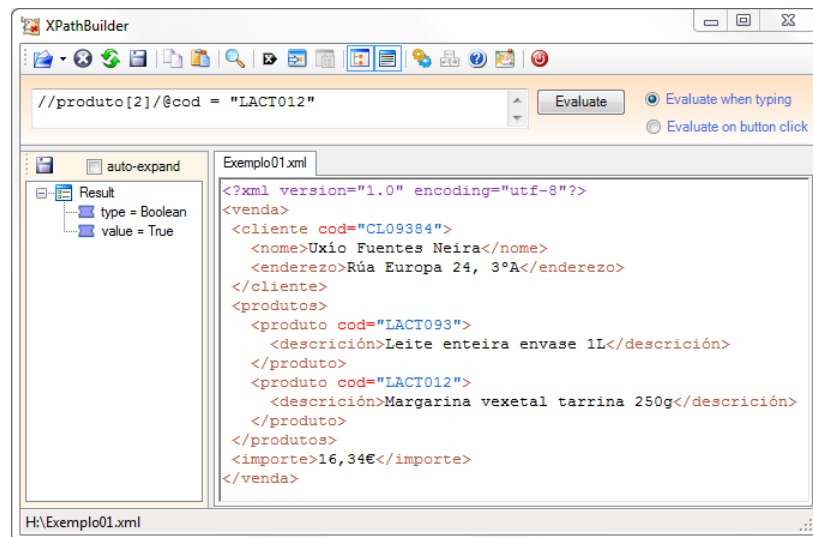 XPathBuilder
//produto[2]/@cod = "LACT012"
Evaluate
Evaluate when typing
Evaluate on button click
auto-expand
Result
type = Boolean
value = True
Exemplo01.xml
<?xml version="1.0" encoding="utf-8"?>
<venda>
<cliente cod="CL09384">
<nome>Uxío Fuentes Neira</nome>
<enderezo>Rúa Europa 24, 3ºA</enderezo>
</cliente>
<produtos>
<produto cod="LACT093">
<descrición>Leite enteira envase 1L</descrición>
</produto>
<produto cod="LACT012">
<descrición>Margarina vexetal tarrina 250g</descrición>
</produto>
</produtos>
<importe>16,34€</importe>
</venda>
H:\Exemplo01.xml